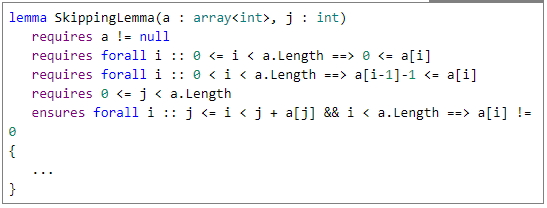 lemma SkippingLemma(a : array<int>, j : int)
   requires a != null
   requires forall i :: 0 <= i < a.Length ==> 0 <= a[i]
   requires forall i :: 0 < i < a.Length ==> a[i-1]-1 <= a[i]
   requires 0 <= j < a.Length
   ensures forall i :: j <= i < j + a[j] && i < a.Length ==> a[i] !=
0
{
   ...
}